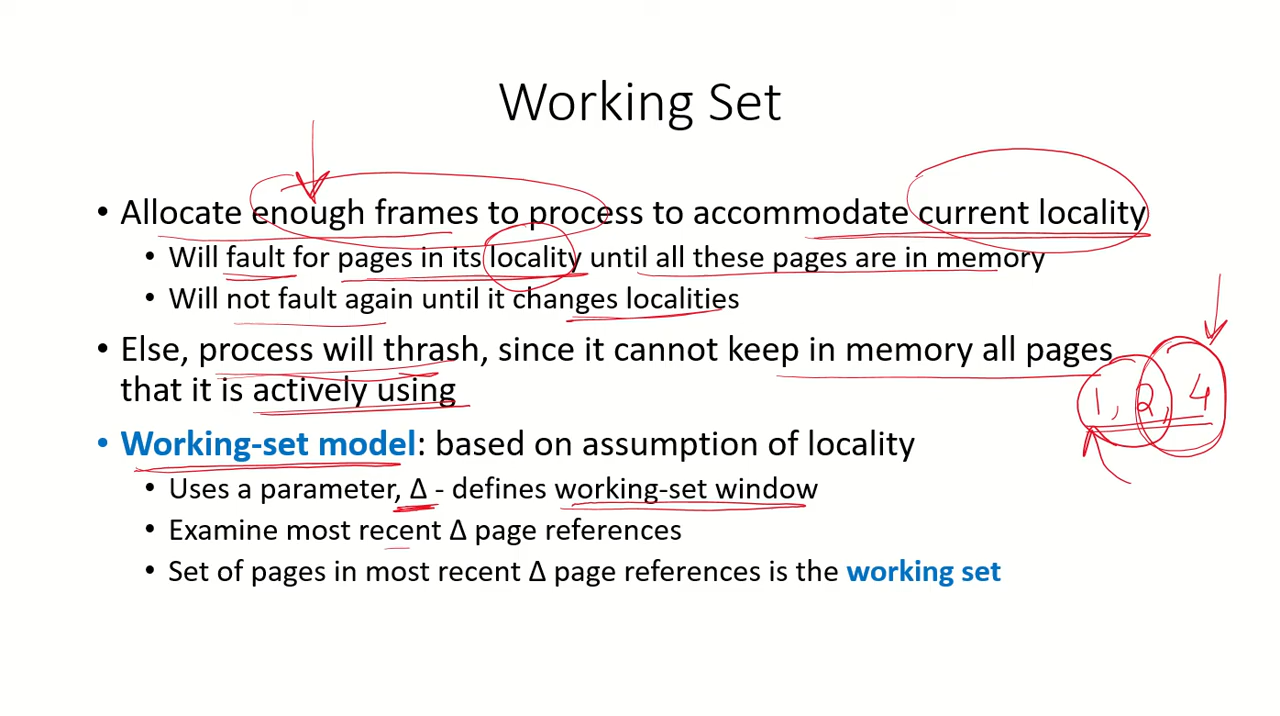 Working Set
• Allocate enough frames to process to accommodate current locality
• Will fault for pages in its locality until all these pages are in memory
• Will not fault again until it changes localities
• Else, process will thrash, since it cannot keep in memory all pages
that it is actively using
1, 2, 4
• Working-set model: based on assumption of locality
• Uses a parameter, Δ - defines working-set window
• Examine most recent Δ page references
• Set of pages in most recent Δ page references is the working set